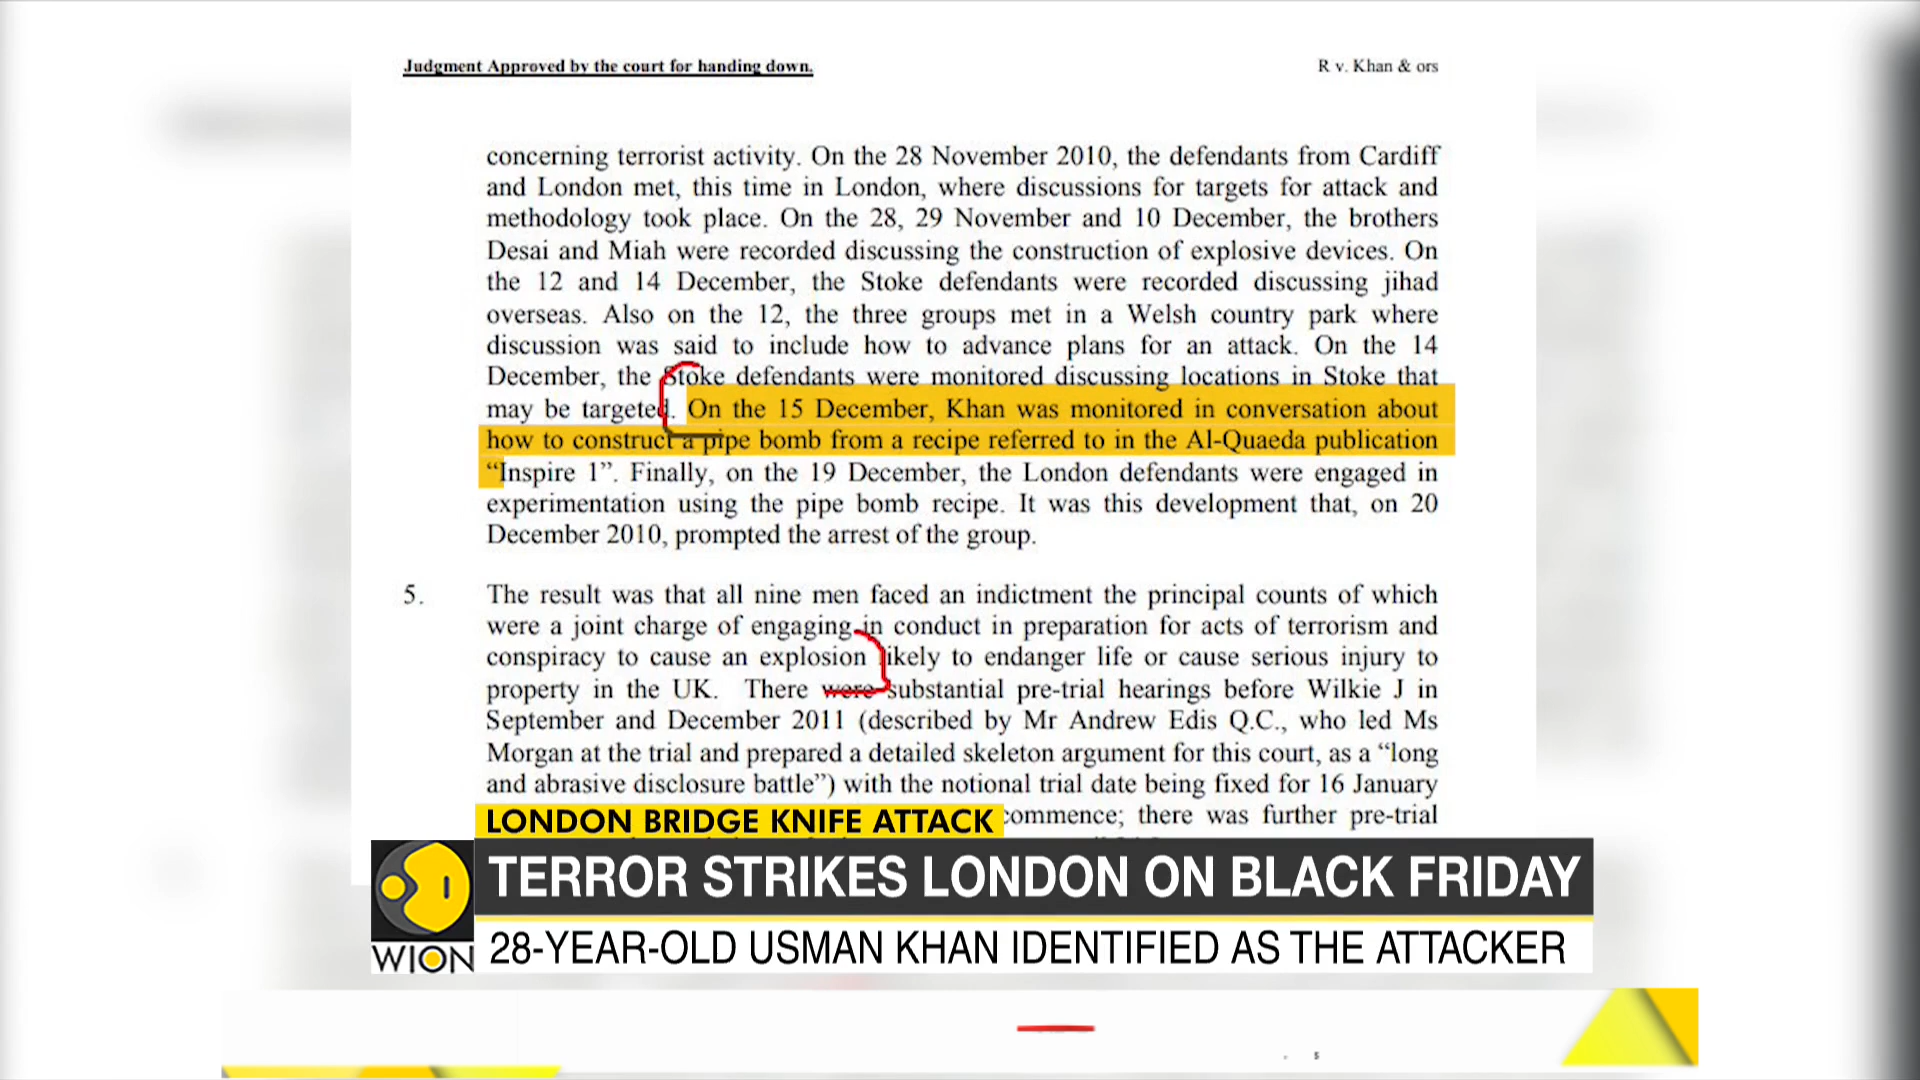 Judgment Approved by the court for handing down.
R v. Khan & ors
concerning terrorist activity. On the 28 November 2010, the defendants from Cardiff
and London met, this time in London, where discussions for targets for attack and
methodology took place. On the 28, 29 November and 10 December, the brothers
Desai and Miah were recorded discussing the construction of explosive devices. On
the 12 and 14 December, the Stoke defendants were recorded discussing jihad
overseas. Also on the 12, the three groups met in a Welsh country park where
discussion was said to include how to advance plans for an attack. On the 14
December, the Stoke defendants were monitored discussing locations in Stoke that
may be targeted. On the 15 December, Khan was monitored in conversation about
how to construct a pipe bomb from a recipe referred to in the Al-Quaeda publication
“Inspire 1”. Finally, on the 19 December, the London defendants were engaged in
experimentation using the pipe bomb recipe. It was this development that, on 20
December 2010, prompted the arrest of the group.
5. The result was that all nine men faced an indictment the principal counts of which
were a joint charge of engaging in conduct in preparation for acts of terrorism and
conspiracy to cause an explosion likely to endanger life or cause serious injury to
property in the UK. There were substantial pre-trial hearings before Wilkie J in
September and December 2011 (described by Mr Andrew Edis Q.C., who led Ms
Morgan at the trial and prepared a detailed skeleton argument for this court, as a “long
and abrasive disclosure battle”) with the notional trial date being fixed for 16 January
commence; there was further pre-trial
LONDON BRIDGE KNIFE ATTACK
TERROR STRIKES LONDON ON BLACK FRIDAY
WION
28-YEAR-OLD USMAN KHAN IDENTIFIED AS THE ATTACKER